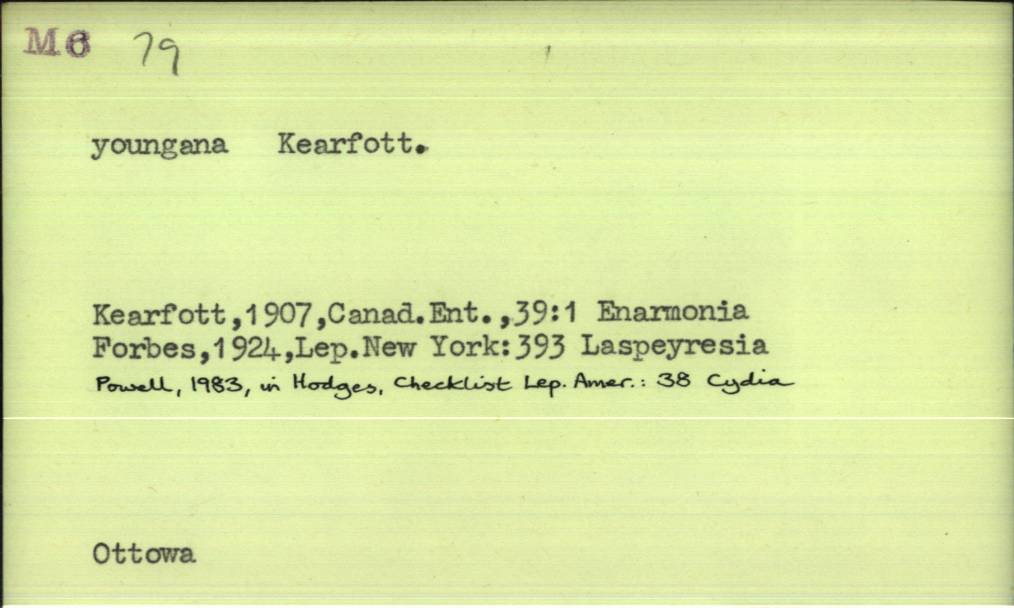 M6 79
youngana Kearfott.
Kearfott,1907,Canad.Ent.,39:1 Enarmonia
Forbes,1924,Lep.New York:393 Laspeyresia
Powell, 1983, in Hodges, Checklist Lep. Amer.: 38 Cydia
Ottowa